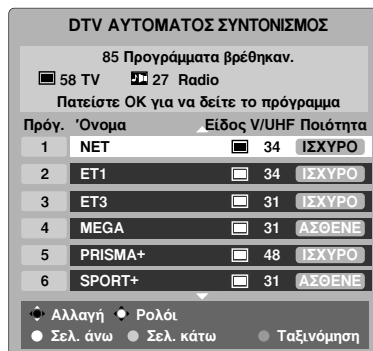 DTV ΑΥΤΟΜΑΤΟΣ ΣΥΝΤΟΝΙΣΜΟΣ
85 Προγράμματα βρέθηκαν.
58 TV 27 Radio
Πατείστε ΟΚ για να δείτε το πρόγραμμα
Πρόγ. 'Ονομα Είδος V/UHF Ποιότητα
1 NET 34 ΙΣΧΥΡΟ
2 ET1 34 ΙΣΧΥΡΟ
3 ET3 31 ΙΣΧΥΡΟ
4 MEGA 31 ΑΣΘΕΝΕ
5 PRISMA+ 48 ΙΣΧΥΡΟ
6 SPORT+ 31 ΑΣΘΕΝΕ
Αλλαγή Ρολόι
Σελ. άνω Σελ. κάτω Ταξινόμηση